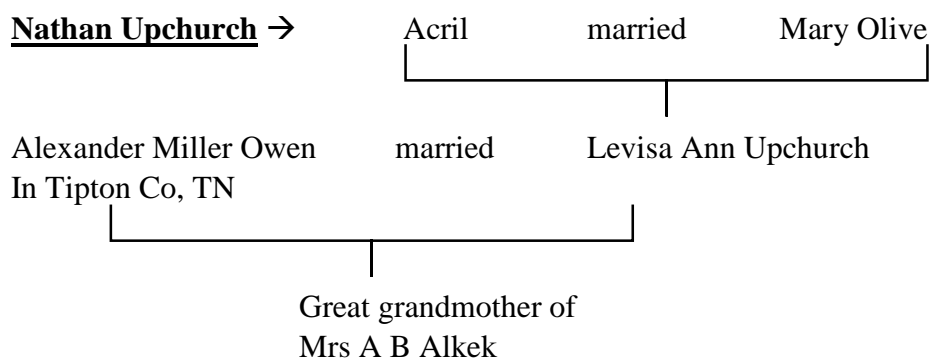 Nathan Upchurch → Acril married Mary Olive
Alexander Miller Owen married Levisa Ann Upchurch
In Tipton Co, TN
Great grandmother of
Mrs A B Alkek